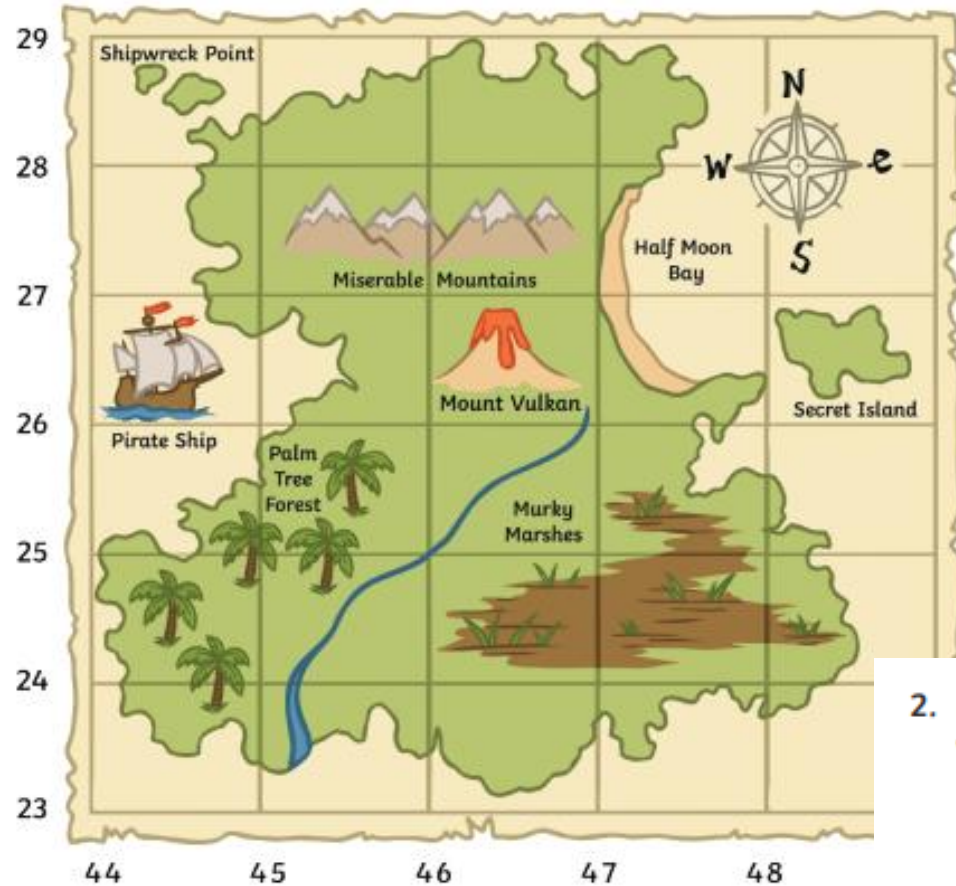 29
Shipwreck Point
N
28
W
e
S
Half Moon
Bay
Miserable Mountains
27
Mount Vulkan
Secret Island
26
Pirate Ship
Palm
Tree
Forest
Murky
Marshes
25
24
2.
23
44 45 46 47 48